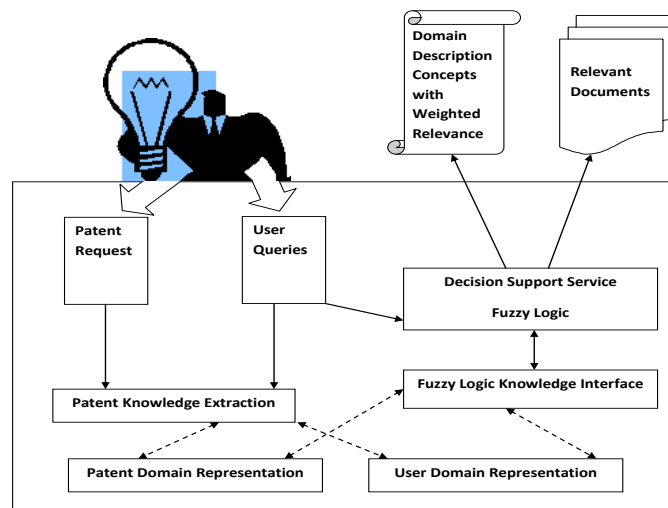 Domain
Description
Concepts
with
Weighted
Relevance
Relevant
Documents
Patent
Request
User
Queries
Decision Support Service
Fuzzy Logic
Patent Knowledge Extraction
Fuzzy Logic Knowledge Interface
Patent Domain Representation
User Domain Representation